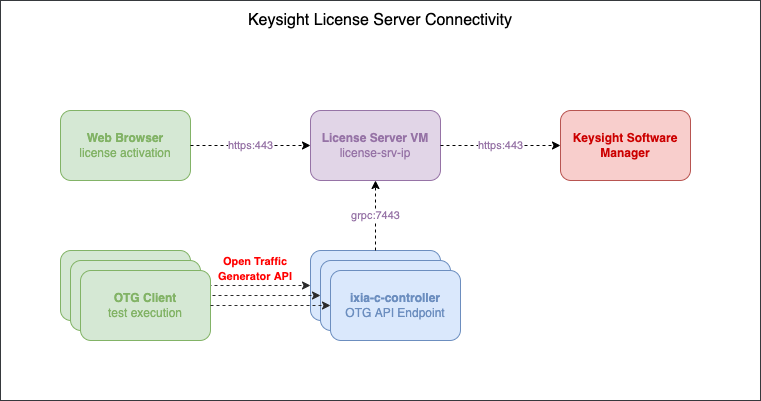 Keysight License Server Connectivity
Web Browser
license activation
https:443
License Server VM
license-srv-ip
https:443
Keysight Software
Manager
grpc:7443
Open Traffic
Generator API
OTG Client
test execution
ixia-c-controller
OTG API Endpoint